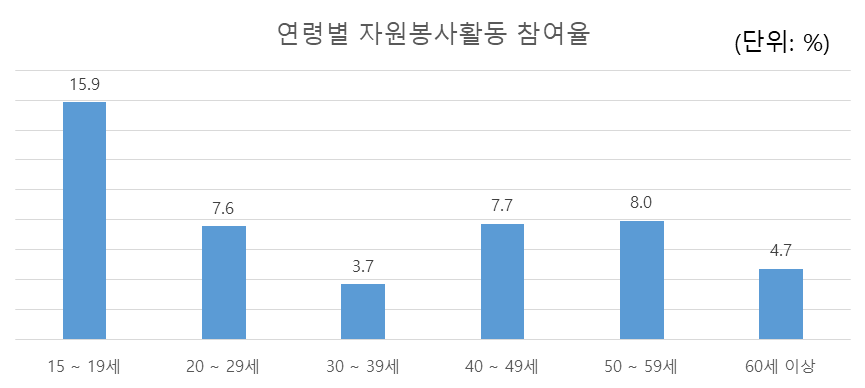 연령별 자원봉사활동 참여율
(단위: %)
15.9
7.6
3.7
7.7
8.0
4.7
15 ~ 19세
20 ~ 29세
30 ~ 39세
40 ~ 49세
50 ~ 59세
60세 이상